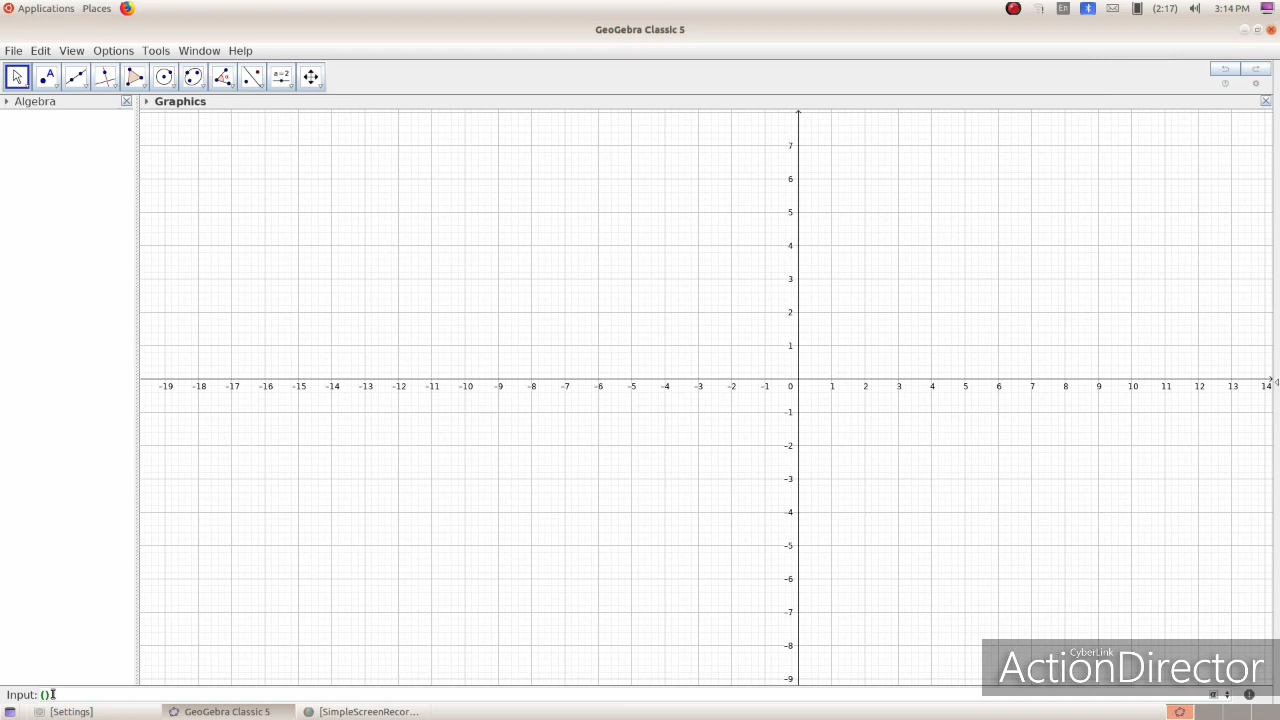 Applications Places En (2:17) 3:14 PM
GeoGebra Classic 5
File Edit View Options Tools Window Help
A a=2
Algebra Graphics
7
6
5
4
3
2
1
-19 -18 -17 -16 -15 -14 -13 -12 -11 -10 -9 -8 -7 -6 -5 -4 -3 -2 -1 0 1 2 3 4 5 6 7 8 9 10 11 12 13 14
-1
-2
-3
-4
-5
-6
-7
-8
-9
CyberLink
ActionDirector
Input: () α
[Settings] GeoGebra Classic 5 [SimpleScreenRecor...